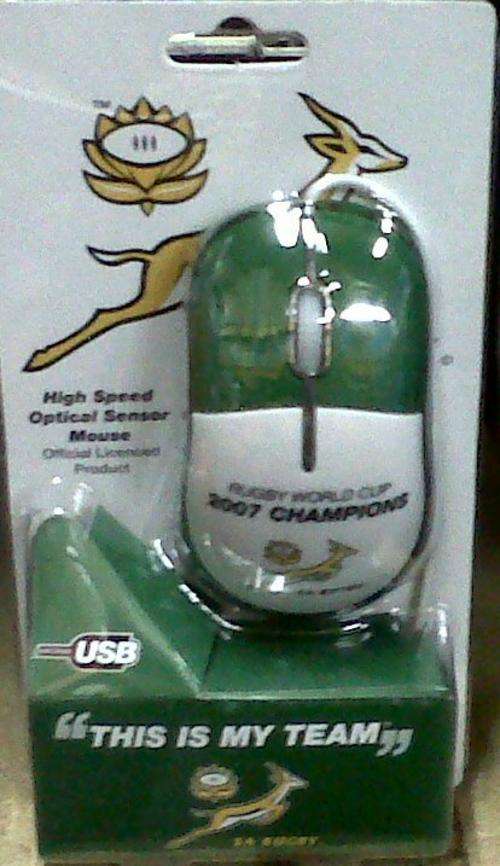 TM
High Speed
Optical Sensor
Mouse
Official Licensed
Product
RUGBY WORLD CUP
2007 CHAMPIONS
USB
“THIS IS MY TEAM”
SA RUGBY